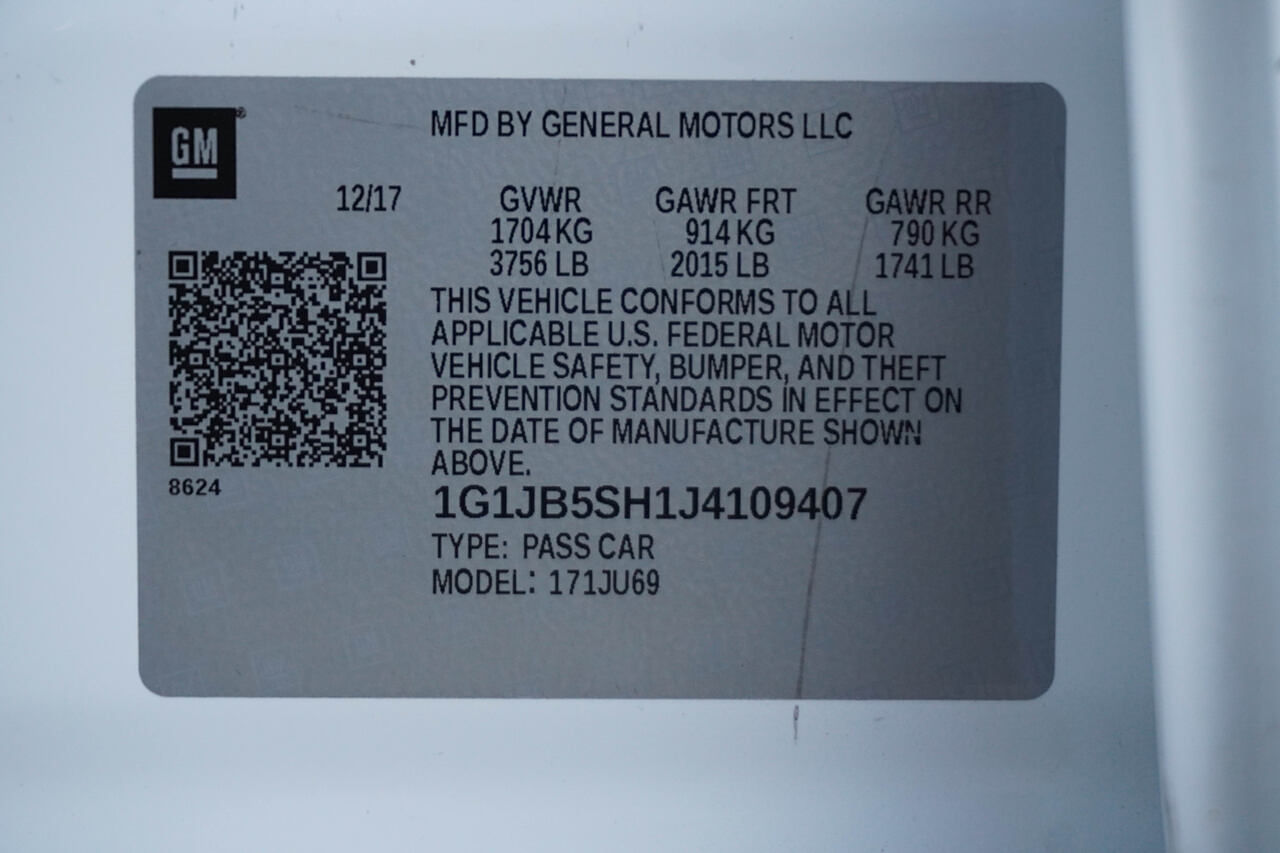 GM
MFD BY GENERAL MOTORS LLC
12/17 GVWR GAWR FRT GAWR RR
1704 KG 914 KG 790 KG
3756 LB 2015 LB 1741 LB
THIS VEHICLE CONFORMS TO ALL
APPLICABLE U.S. FEDERAL MOTOR
VEHICLE SAFETY, BUMPER, AND THEFT
PREVENTION STANDARDS IN EFFECT ON
THE DATE OF MANUFACTURE SHOWN
ABOVE.
8624
1G1JB5SH1J4109407
TYPE: PASS CAR
MODEL: 171JU69